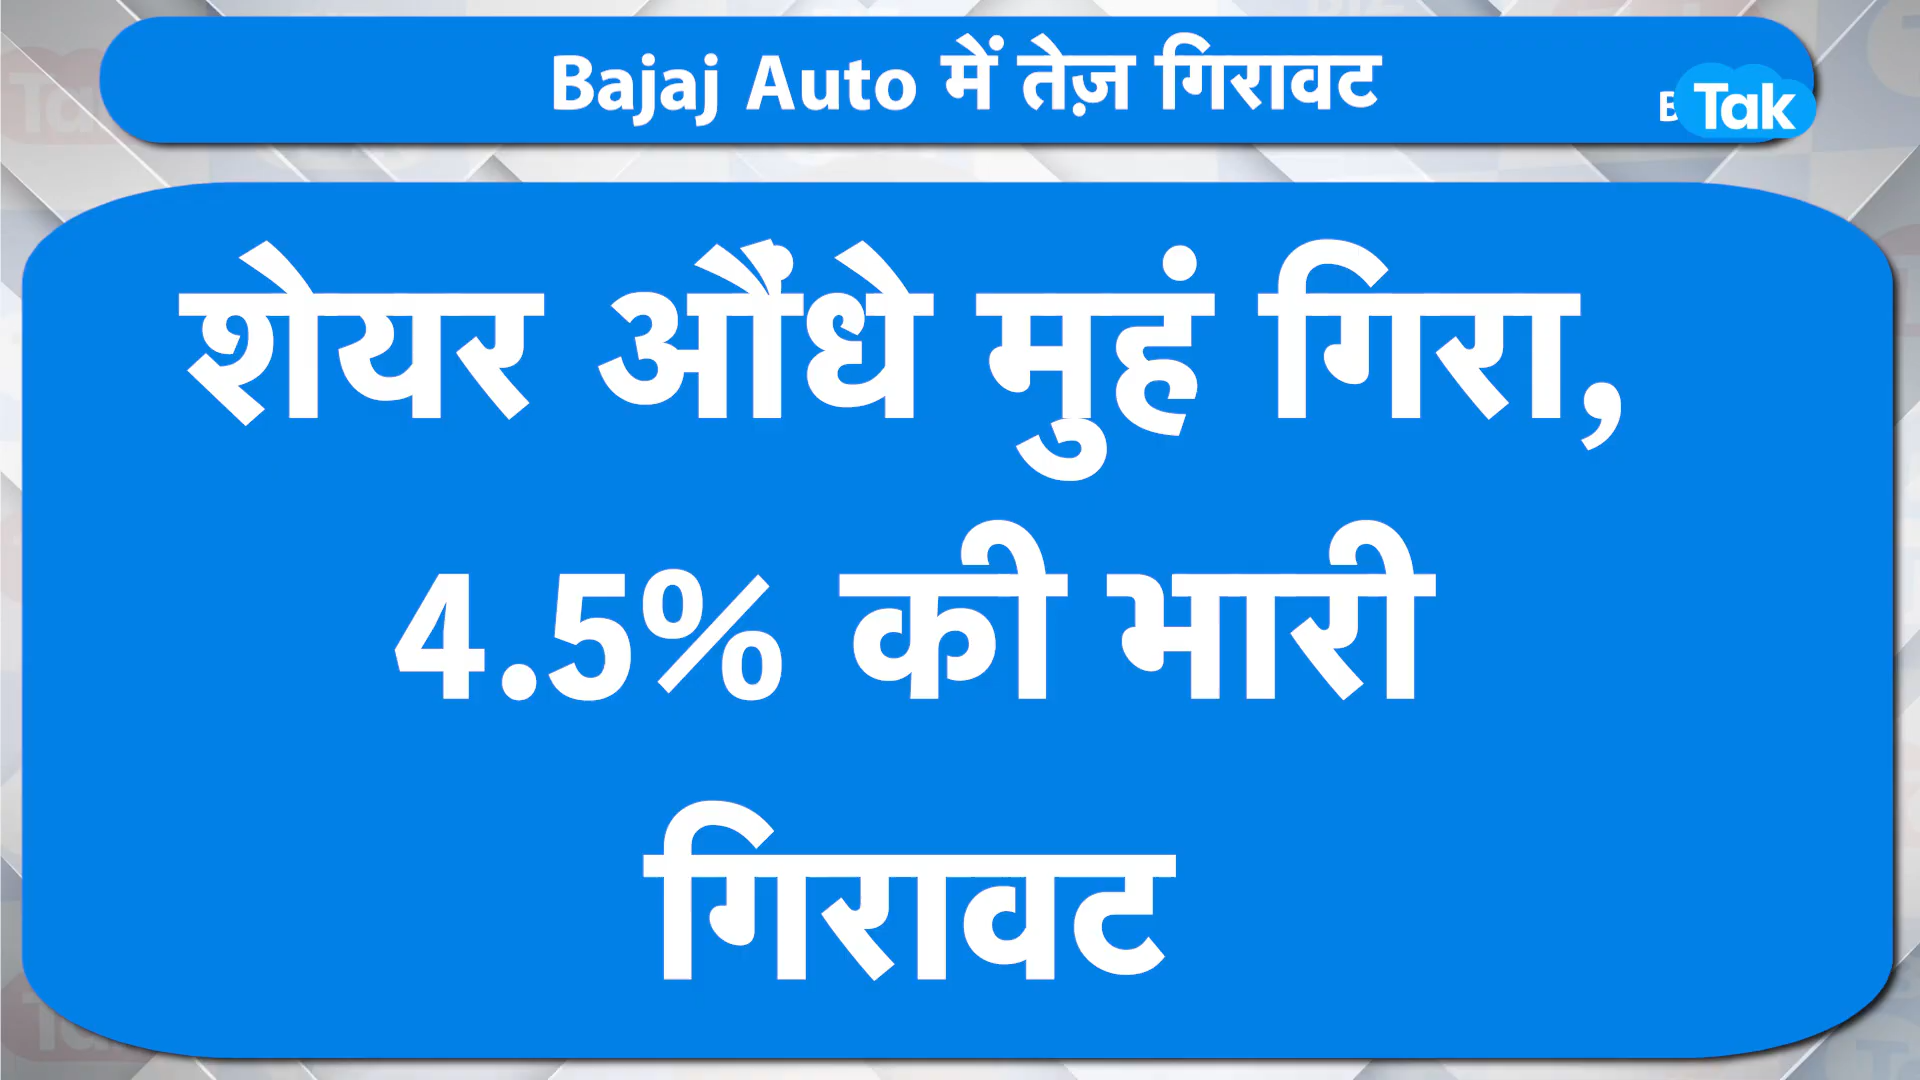 Bajaj Auto में तेज़ गिरावट
Tak
शेयर औंधे मुहं गिरा,
4.5% की भारी
गिरावट